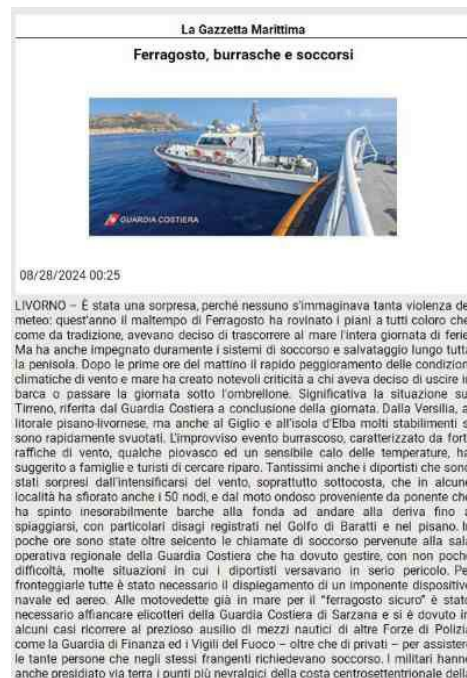 La Gazzetta Marittima
Ferragosto, burrasche e soccorsi
GUARDIA COSTIERA
08/28/2024 00:25
LIVORNO – È stata una sorpresa, perché nessuno s'immaginava tanta violenza de
meteo: quest'anno il maltempo di Ferragosto ha rovinato i piani a tutti coloro che
come da tradizione, avevano deciso di trascorrere al mare l'intera giornata di ferie
Ma ha anche impegnato duramente i sistemi di soccorso e salvataggio lungo tutta
la penisola. Dopo le prime ore del mattino il rapido peggioramento delle condizion
climatiche di vento e mare ha creato notevoli criticità a chi aveva deciso di uscire i
barca o passare la giornata sotto l'ombrellone. Significativa la situazione su
Tirreno, riferita dal Guardia Costiera a conclusione della giornata. Dalla Versilia, a
litorale pisano-livornese, ma anche al Giglio e all'isola d'Elba molti stabilimenti s
sono rapidamente svuotati. L'improvviso evento burrascoso, caratterizzato da fort
raffiche di vento, qualche piovasco ed un sensibile calo delle temperature, ha
suggerito a famiglie e turisti di cercare riparo. Tantissimi anche i diportisti che sono
stati sorpresi dall'intensificarsi del vento, soprattutto sottocosta, che in alcune
località ha sfiorato anche i 50 nodi, e dal moto ondoso proveniente da ponente che
ha spinto inesorabilmente barche alla fonda ad andare alla deriva fino a
spiaggiarsi, con particolari disagi registrati nel Golfo di Baratti e nel pisano. I
poche ore sono state oltre seicento le chiamate di soccorso pervenute alla sala
operativa regionale della Guardia Costiera che ha dovuto gestire, con non poche
difficoltà, molte situazioni in cui i diportisti versavano in serio pericolo. Pe
fronteggiarle tutte è stato necessario il dispiegamento di un imponente dispositivo
navale ed aereo. Alle motovedette già in mare per il "ferragosto sicuro" è stato
necessario affiancare elicotteri della Guardia Costiera di Sarzana e si è dovuto in
alcuni casi ricorrere al prezioso ausilio di mezzi nautici di altre Forze di Polizia
come la Guardia di Finanza ed i Vigili del Fuoco – oltre che di privati – per assistere
le tante persone che negli stessi frangenti richiedevano soccorso. I militari hanno
anche presidiato via terra i punti più nevralgici della costa centrosettentrionale della